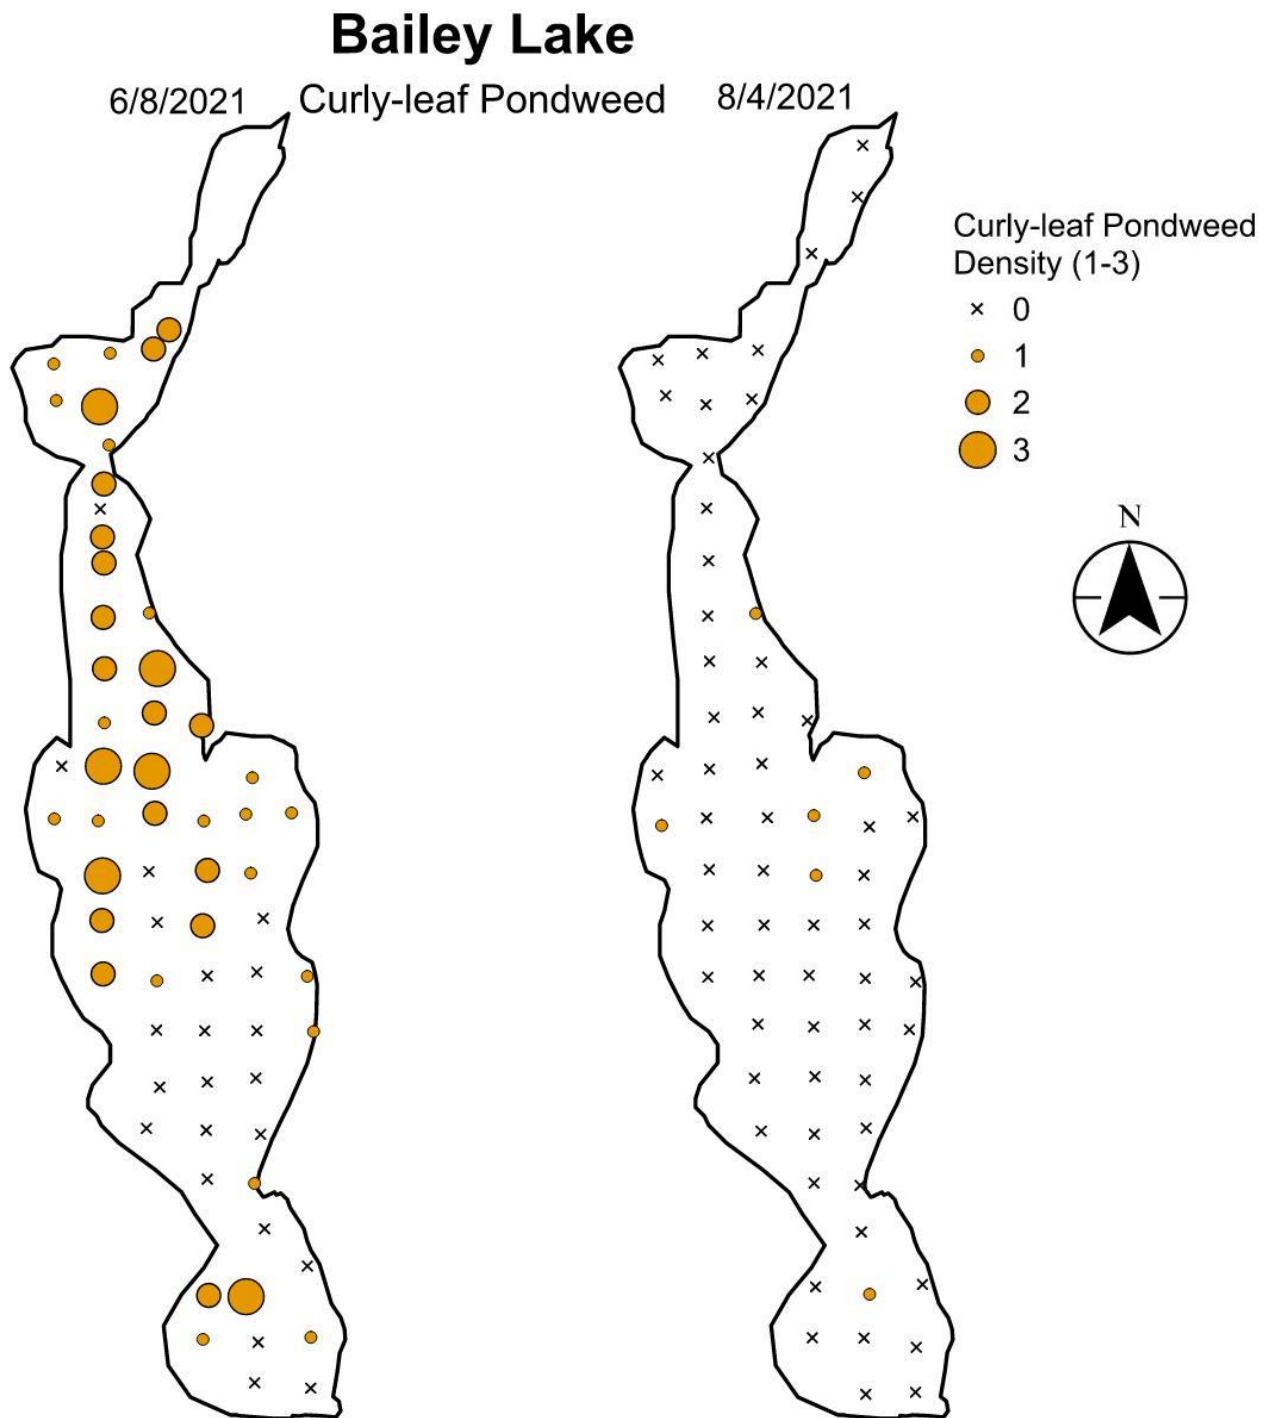 Bailey Lake
6/8/2021 Curly-leaf Pondweed 8/4/2021
Curly-leaf Pondweed
Density (1-3)
0
1
2
3
N